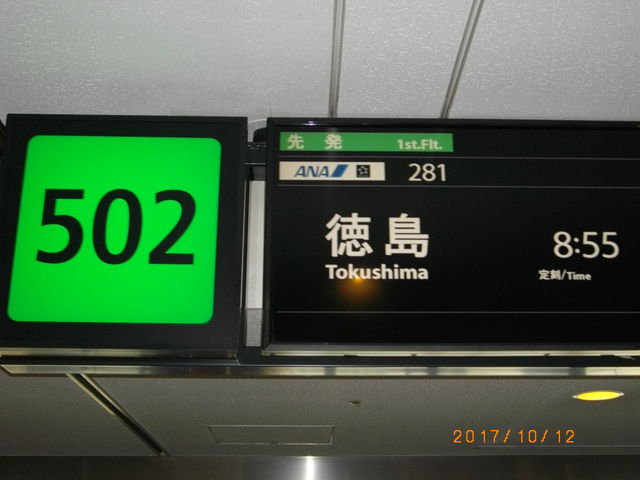 502
先 発 1st.Flt.
ANA 281
徳島
Tokushima
8:55
定刻/Time
2017/10/12